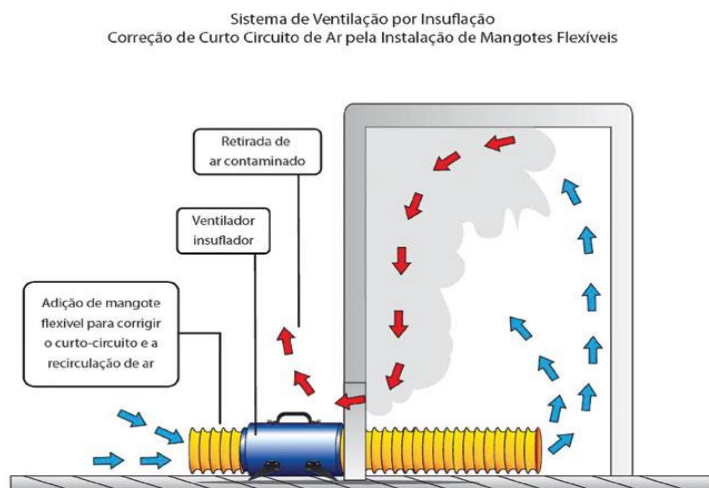 Sistema de Ventilação por Insuflação
Correção de Curto Circuito de Ar pela Instalação de Mangotes Flexíveis
Retirada de
ar contaminado
Ventilador
insuflador
Adição de mangote
flexível para corrigir
o curto-circuito e a
recirculação de ar